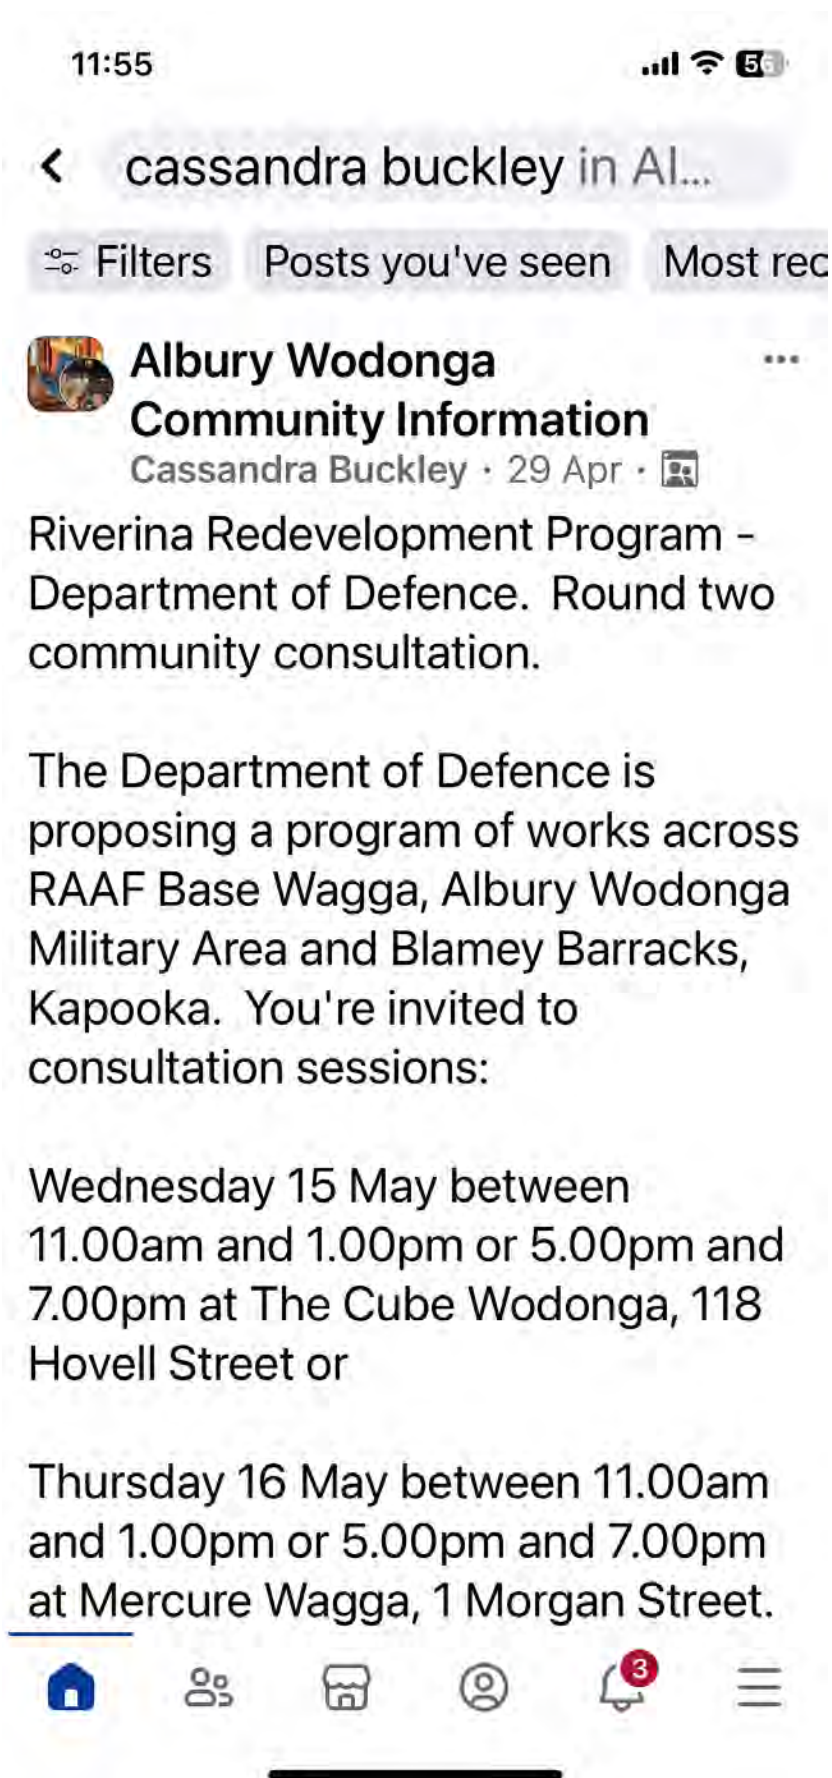 11:55
56
cassandra buckley in Al...
Filters
Posts you've seen
Most rec
Albury Wodonga
Community Information
Cassandra Buckley · 29 Apr ·
Riverina Redevelopment Program -
Department of Defence.  Round two
community consultation.
The Department of Defence is
proposing a program of works across
RAAF Base Wagga, Albury Wodonga
Military Area and Blamey Barracks,
Kapooka.  You're invited to
consultation sessions:
Wednesday 15 May between
11.00am and 1.00pm or 5.00pm and
7.00pm at The Cube Wodonga, 118
Hovell Street or
Thursday 16 May between 11.00am
and 1.00pm or 5.00pm and 7.00pm
at Mercure Wagga, 1 Morgan Street.
3